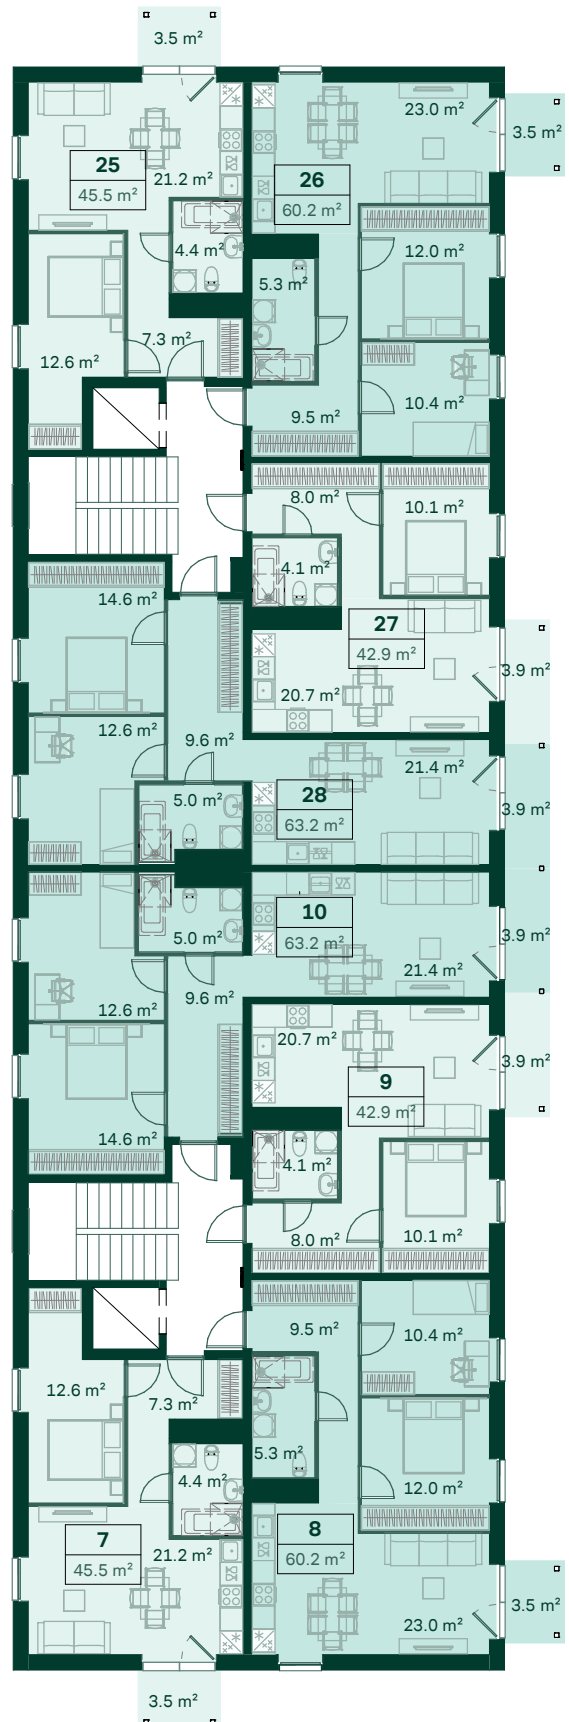 3.5 m²
23.0 m²
3.5 m²
25
45.5 m²
21.2 m²
26
60.2 m²
4.4 m²
12.0 m²
5.3 m²
7.3 m²
12.6 m²
10.4 m²
9.5 m²
8.0 m²
10.1 m²
4.1 m²
14.6 m²
27
42.9 m²
3.9 m²
20.7 m²
12.6 m²
9.6 m²
21.4 m²
5.0 m²
28
63.2 m²
3.9 m²
10
63.2 m²
5.0 m²
3.9 m²
21.4 m²
9.6 m²
12.6 m²
20.7 m²
3.9 m²
9
42.9 m²
14.6 m²
4.1 m²
8.0 m²
10.1 m²
9.5 m²
10.4 m²
12.6 m²
7.3 m²
5.3 m²
4.4 m²
12.0 m²
7
45.5 m²
21.2 m²
8
60.2 m²
3.5 m²
23.0 m²
3.5 m²